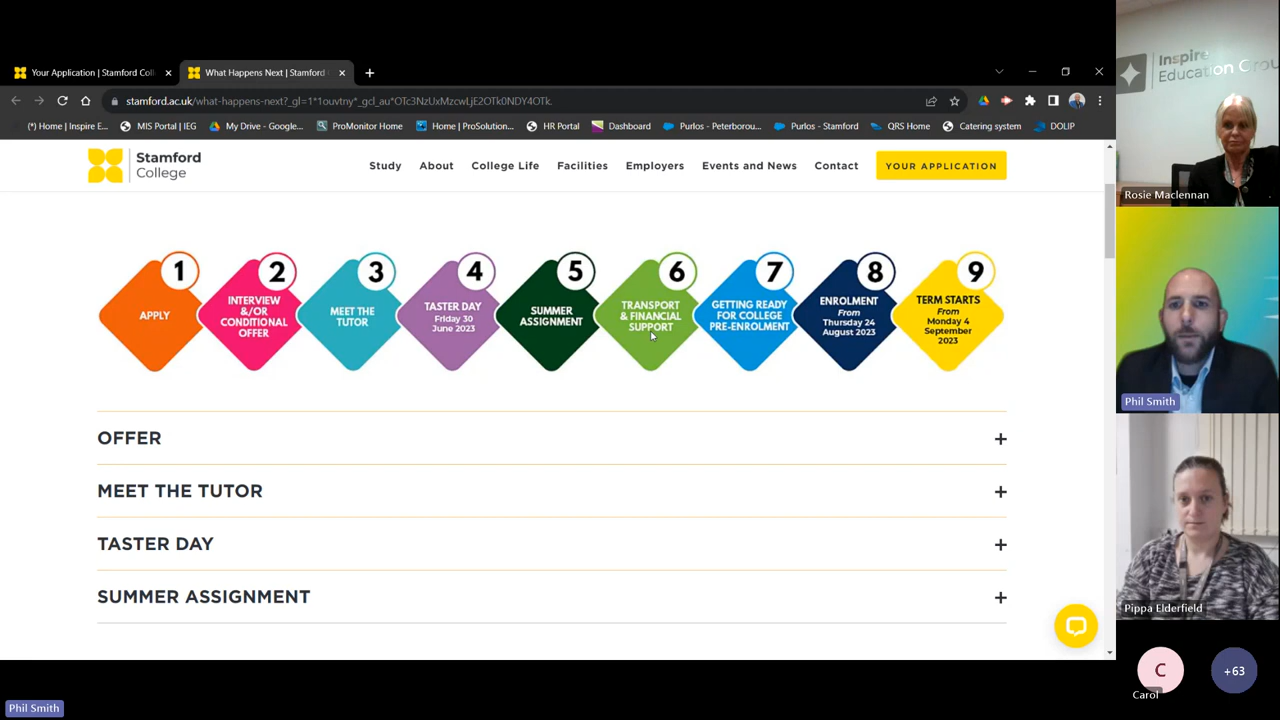 Your Application | Stamford Coll
What Happens Next | Stamford
stamford.ac.uk/what-happens-next?_gl=1*1ouvtny*_gcl_au*OTc3NzUxMzcwLjE2OTk0NDY4OTk.
(*) Home | Inspire E...
MIS Portal | IEG
My Drive - Google...
ProMonitor Home
Home | ProSolution...
HR Portal
Dashboard
Purlos - Peterborou...
Purlos - Stamford
QRS Home
Catering system
DOLIP
Stamford
College
Study
About
College Life
Facilities
Employers
Events and News
Contact
YOUR APPLICATION
1
APPLY
2
INTERVIEW
&/OR
CONDITIONAL
OFFER
3
MEET THE
TUTOR
4
TASTER DAY
Friday 30
June 2023
5
SUMMER
ASSIGNMENT
6
TRANSPORT
& FINANCIAL
SUPPORT
7
GETTING READY
FOR COLLEGE
PRE-ENROLMENT
8
ENROLMENT
From
Thursday 24
August 2023
9
TERM STARTS
From
Monday 4
September
2023
OFFER
MEET THE TUTOR
TASTER DAY
SUMMER ASSIGNMENT
Inspire
Education Group
Rosie Maclennan
Phil Smith
Pippa Elderfield
C
Carol
+63
Phil Smith